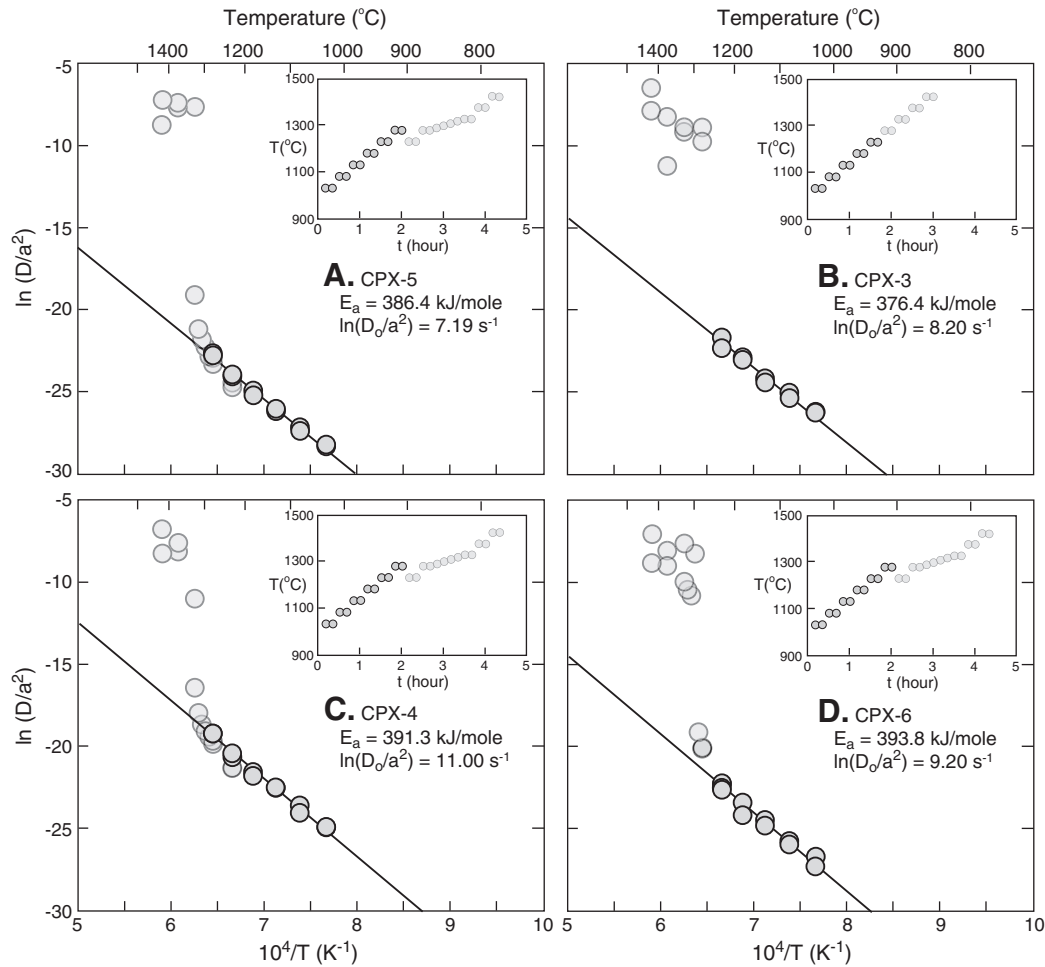 Temperature (°C)
1400 1200 1000 900 800
Temperature (°C)
1400 1200 1000 900 800
-5
-10
-15
-20
-25
-30
ln (D/a²)
1500
1300
T(°C)
1100
900
0 1 2 3 4 5
t (hour)
A. CPX-5
Eₐ = 386.4 kJ/mole
ln(Dₒ/a²) = 7.19 s⁻¹
1500
1300
T(°C)
1100
900
0 1 2 3 4 5
t (hour)
B. CPX-3
Eₐ = 376.4 kJ/mole
ln(Dₒ/a²) = 8.20 s⁻¹
-5
-10
-15
-20
-25
-30
ln (D/a²)
1500
1300
T(°C)
1100
900
0 1 2 3 4 5
t (hour)
C. CPX-4
Eₐ = 391.3 kJ/mole
ln(Dₒ/a²) = 11.00 s⁻¹
5 6 7 8 9 10
10⁴/T (K⁻¹)
1500
1300
T(°C)
1100
900
0 1 2 3 4 5
t (hour)
D. CPX-6
Eₐ = 393.8 kJ/mole
ln(Dₒ/a²) = 9.20 s⁻¹
5 6 7 8 9 10
10⁴/T (K⁻¹)